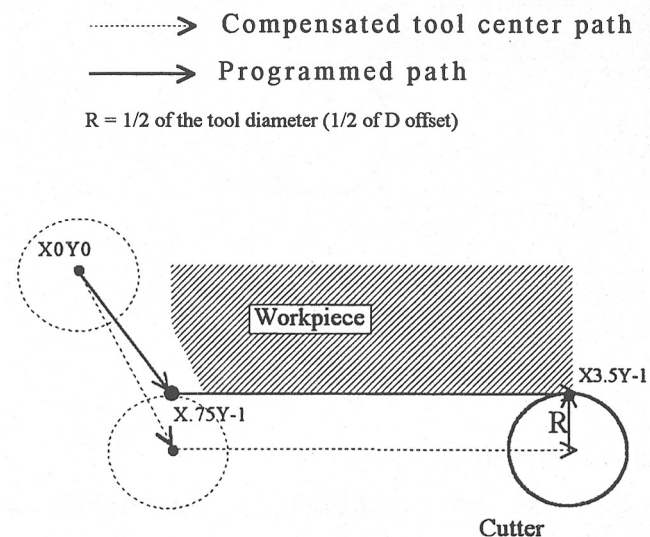 Compensated tool center path
Programmed path
R = 1/2 of the tool diameter (1/2 of D offset)
X0Y0
Workpiece
X3.5Y-1
X.75Y-1
R
Cutter